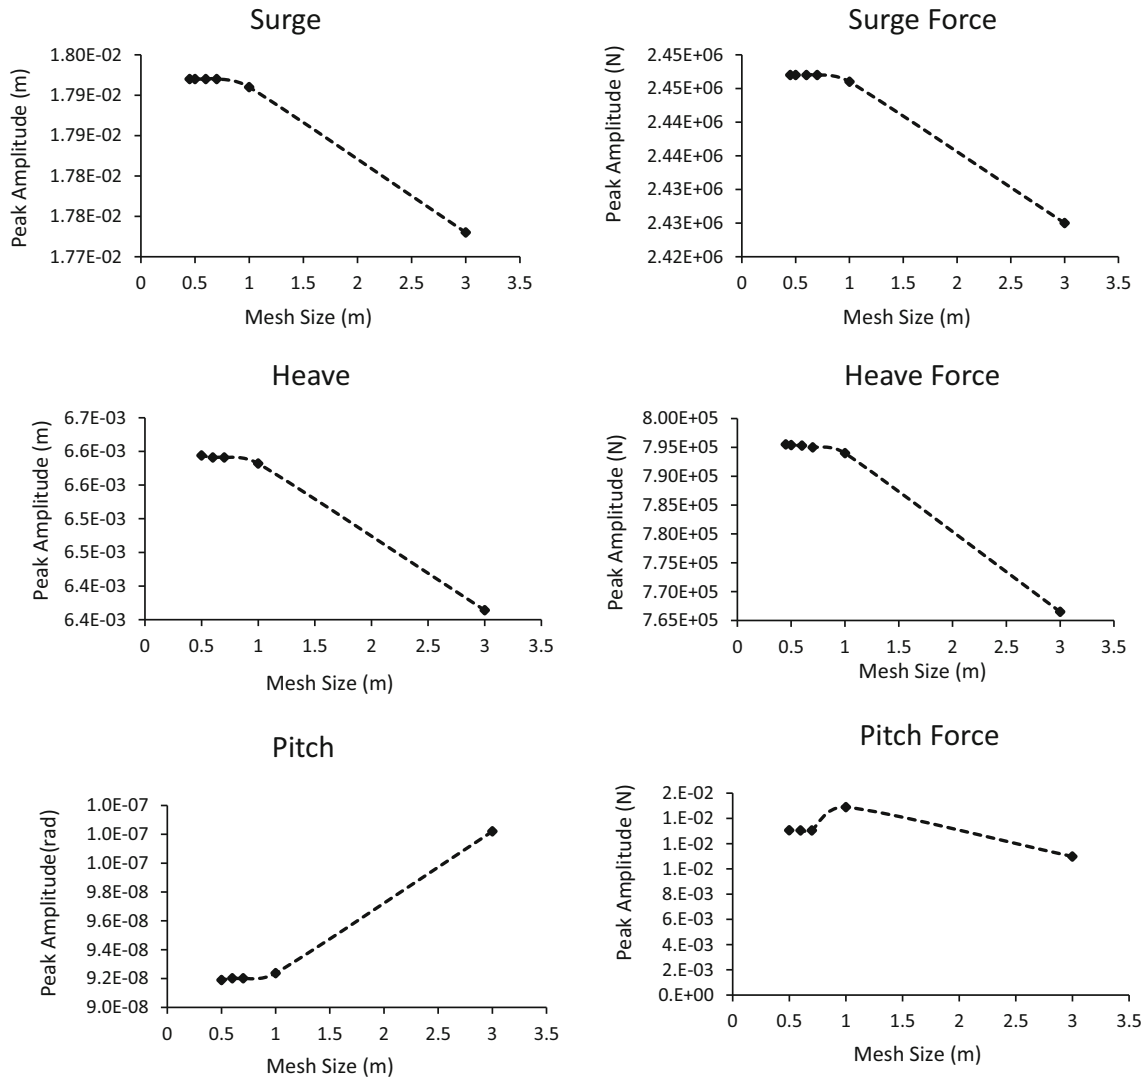 Surge
Peak Amplitude (m)
1.80E-02
1.79E-02
1.79E-02
1.78E-02
1.78E-02
1.77E-02
0 0.5 1 1.5 2 2.5 3 3.5
Mesh Size (m)
Surge Force
Peak Amplitude (N)
2.45E+06
2.45E+06
2.44E+06
2.44E+06
2.43E+06
2.43E+06
2.42E+06
0 0.5 1 1.5 2 2.5 3 3.5
Mesh Size (m)
Heave
Peak Amplitude (m)
6.7E-03
6.6E-03
6.6E-03
6.5E-03
6.5E-03
6.4E-03
6.4E-03
0 0.5 1 1.5 2 2.5 3 3.5
Mesh Size (m)
Heave Force
Peak Amplitude (N)
8.00E+05
7.95E+05
7.90E+05
7.85E+05
7.80E+05
7.75E+05
7.70E+05
7.65E+05
0 0.5 1 1.5 2 2.5 3 3.5
Mesh Size (m)
Pitch
Peak Amplitude(rad)
1.0E-07
1.0E-07
1.0E-07
9.8E-08
9.6E-08
9.4E-08
9.2E-08
9.0E-08
0 0.5 1 1.5 2 2.5 3 3.5
Mesh Size (m)
Pitch Force
Peak Amplitude (N)
2.E-02
1.E-02
1.E-02
1.E-02
8.E-03
6.E-03
4.E-03
2.E-03
0.E+00
0 0.5 1 1.5 2 2.5 3 3.5
Mesh Size (m)